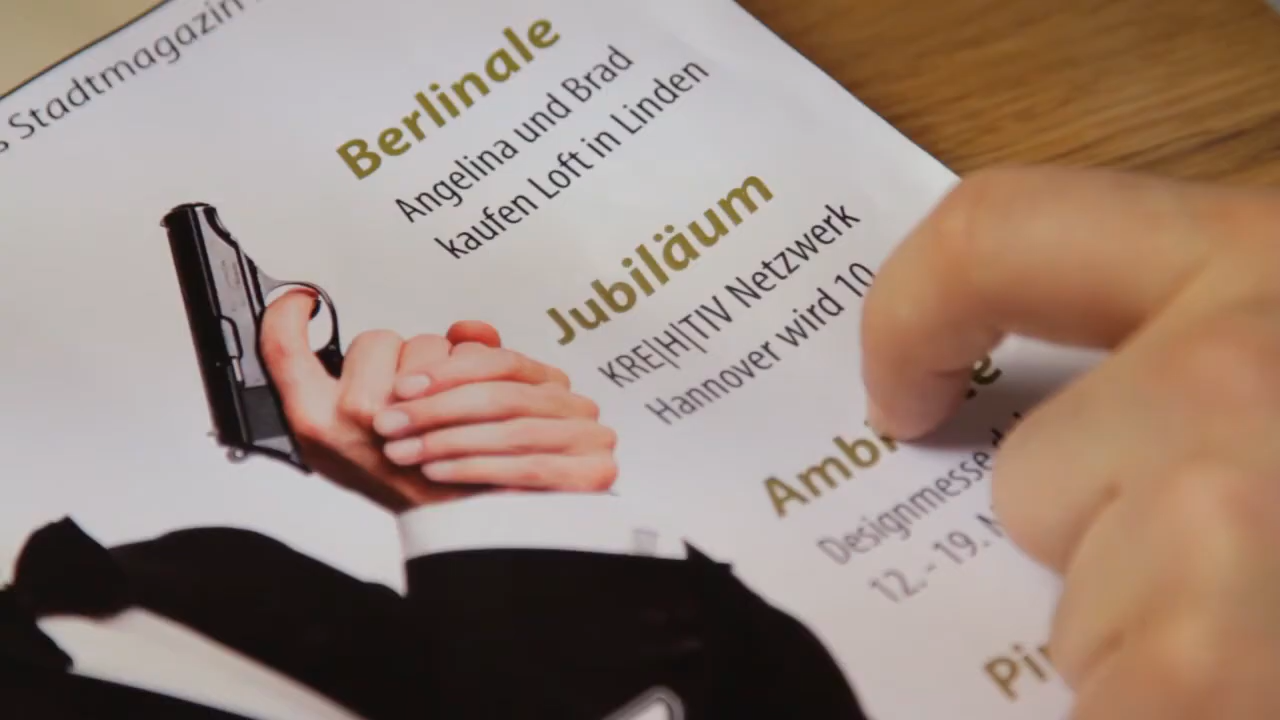 Stadtmagazin
Berlinale
Angelina und Brad
kaufen Loft in Linden
Jubiläum
KRE|H|TIV Netzwerk
Hannover wird 10
Designmesse
12. - 19.